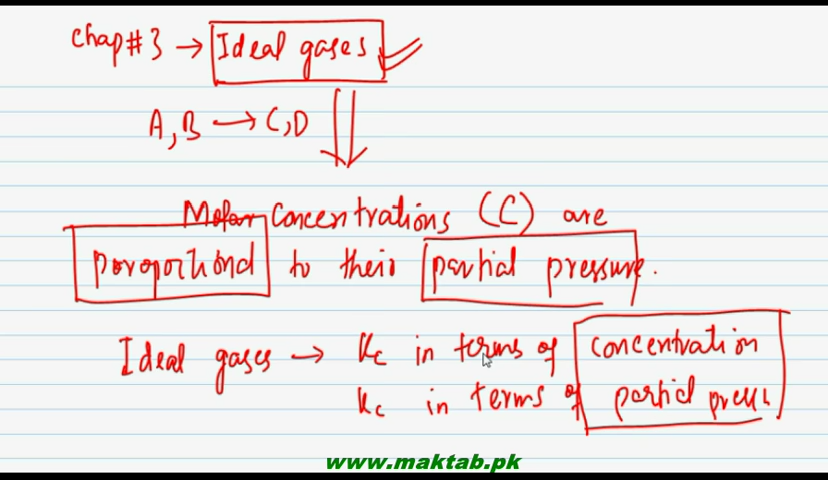 Chap#3 → Ideal gases
A, B → C, D
Molar Concentrations (C) are
poroportional to their partial pressure.
Ideal gases → Kc in terms of concentration
Kc in terms of partial press
www.maktab.pk